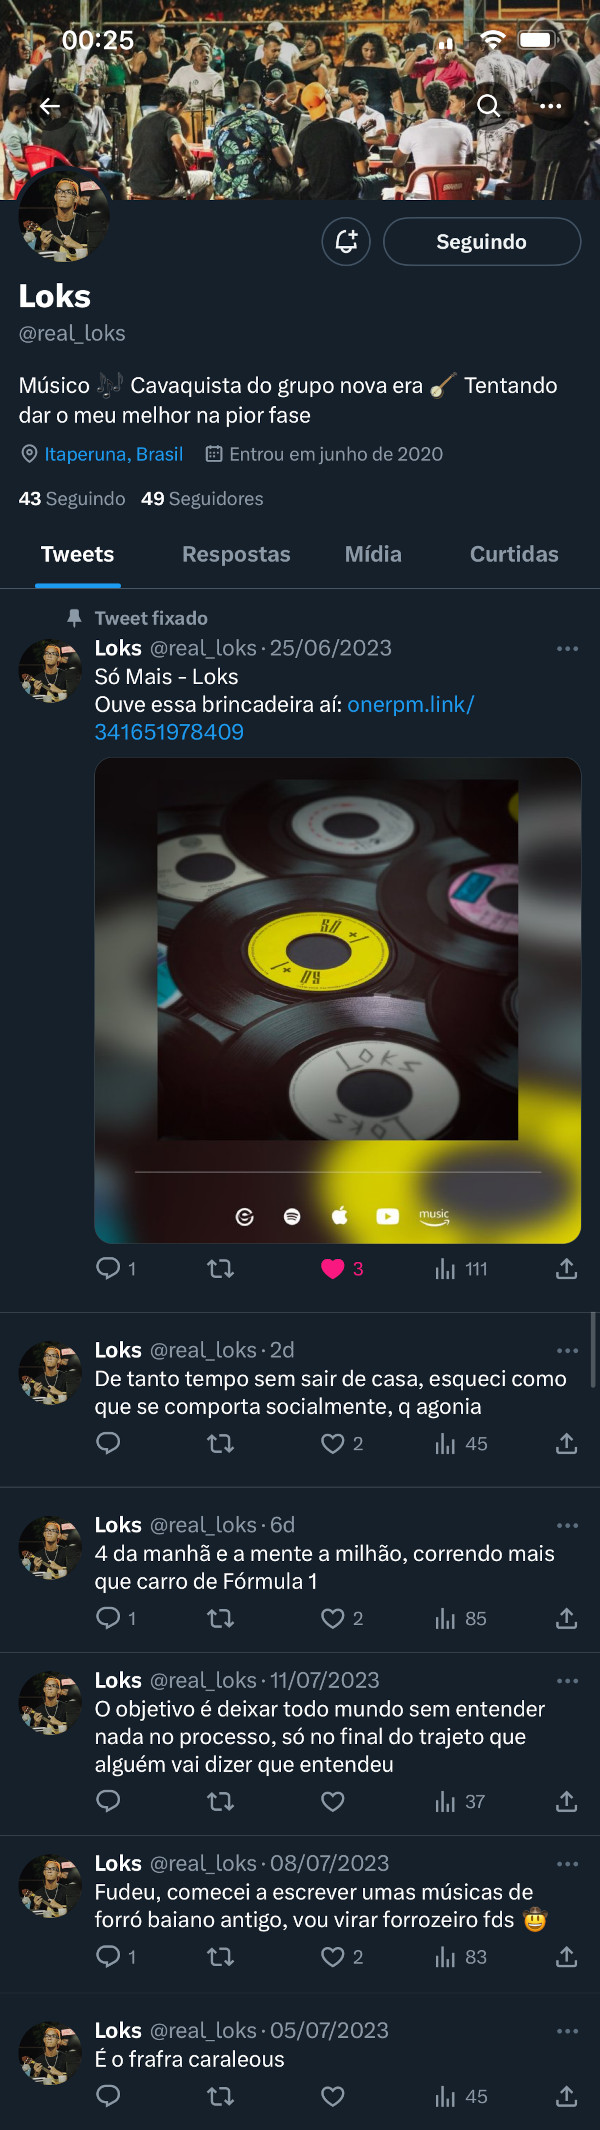 00:25
Seguindo
Loks
@real_loks
Músico 🎶 Cavaquista do grupo nova era 🪕 Tentando
dar o meu melhor na pior fase
Itaperuna, Brasil Entrou em junho de 2020
43 Seguindo 49 Seguidores
Tweets Respostas Mídia Curtidas
Tweet fixado
Loks @real_loks · 25/06/2023
Só Mais - Loks
Ouve essa brincadeira aí: onerpm.link/
341651978409
SÓ +
SÓ +
LOKS
LOKS
music
1 3 111
Loks @real_loks · 2d
De tanto tempo sem sair de casa, esqueci como
que se comporta socialmente, q agonia
2 45
Loks @real_loks · 6d
4 da manhã e a mente a milhão, correndo mais
que carro de Fórmula 1
1 2 85
Loks @real_loks · 11/07/2023
O objetivo é deixar todo mundo sem entender
nada no processo, só no final do trajeto que
alguém vai dizer que entendeu
37
Loks @real_loks · 08/07/2023
Fudeu, comecei a escrever umas músicas de
forró baiano antigo, vou virar forrozeiro fds 🤠
1 2 83
Loks @real_loks · 05/07/2023
É o frafra caraleous
45